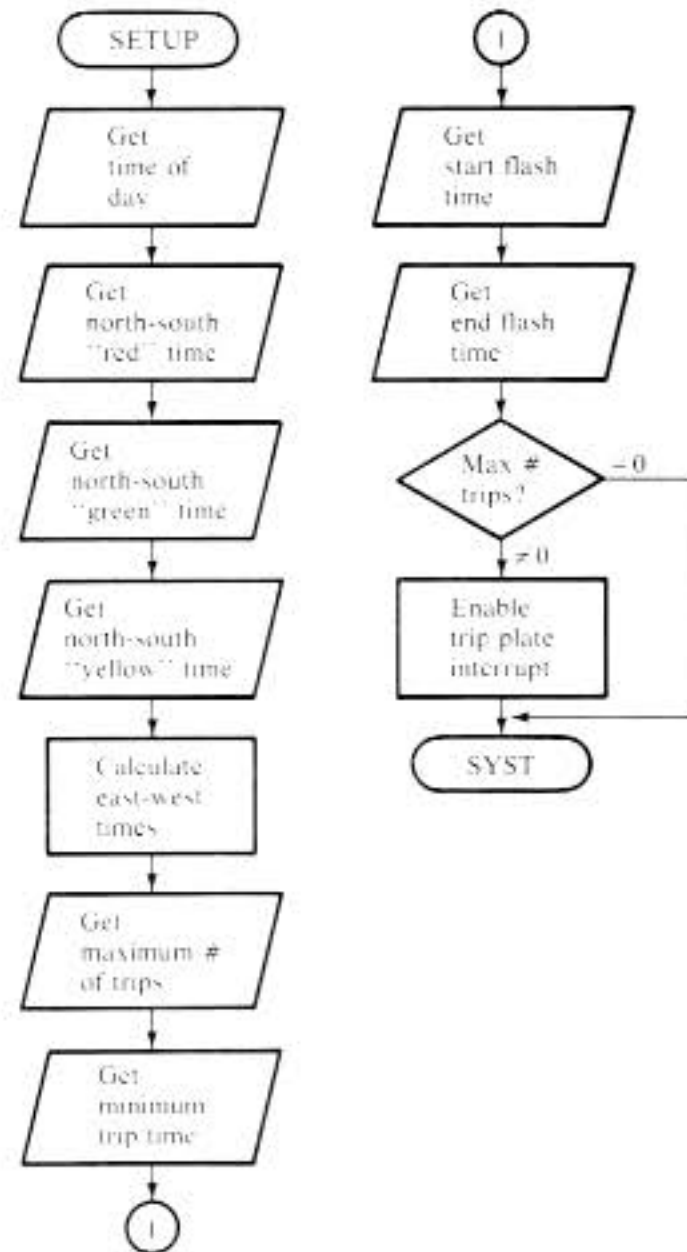 SETUP
Get
time of
day
Get
north-south
"red" time
Get
north-south
"green" time
Get
north-south
"yellow" time
Calculate
east-west
times
Get
maximum #
of trips
Get
minimum
trip time
1
1
Get
start flash
time
Get
end flash
time
Max #
trips?
=0
≠0
Enable
trip plate
interrupt
SYST